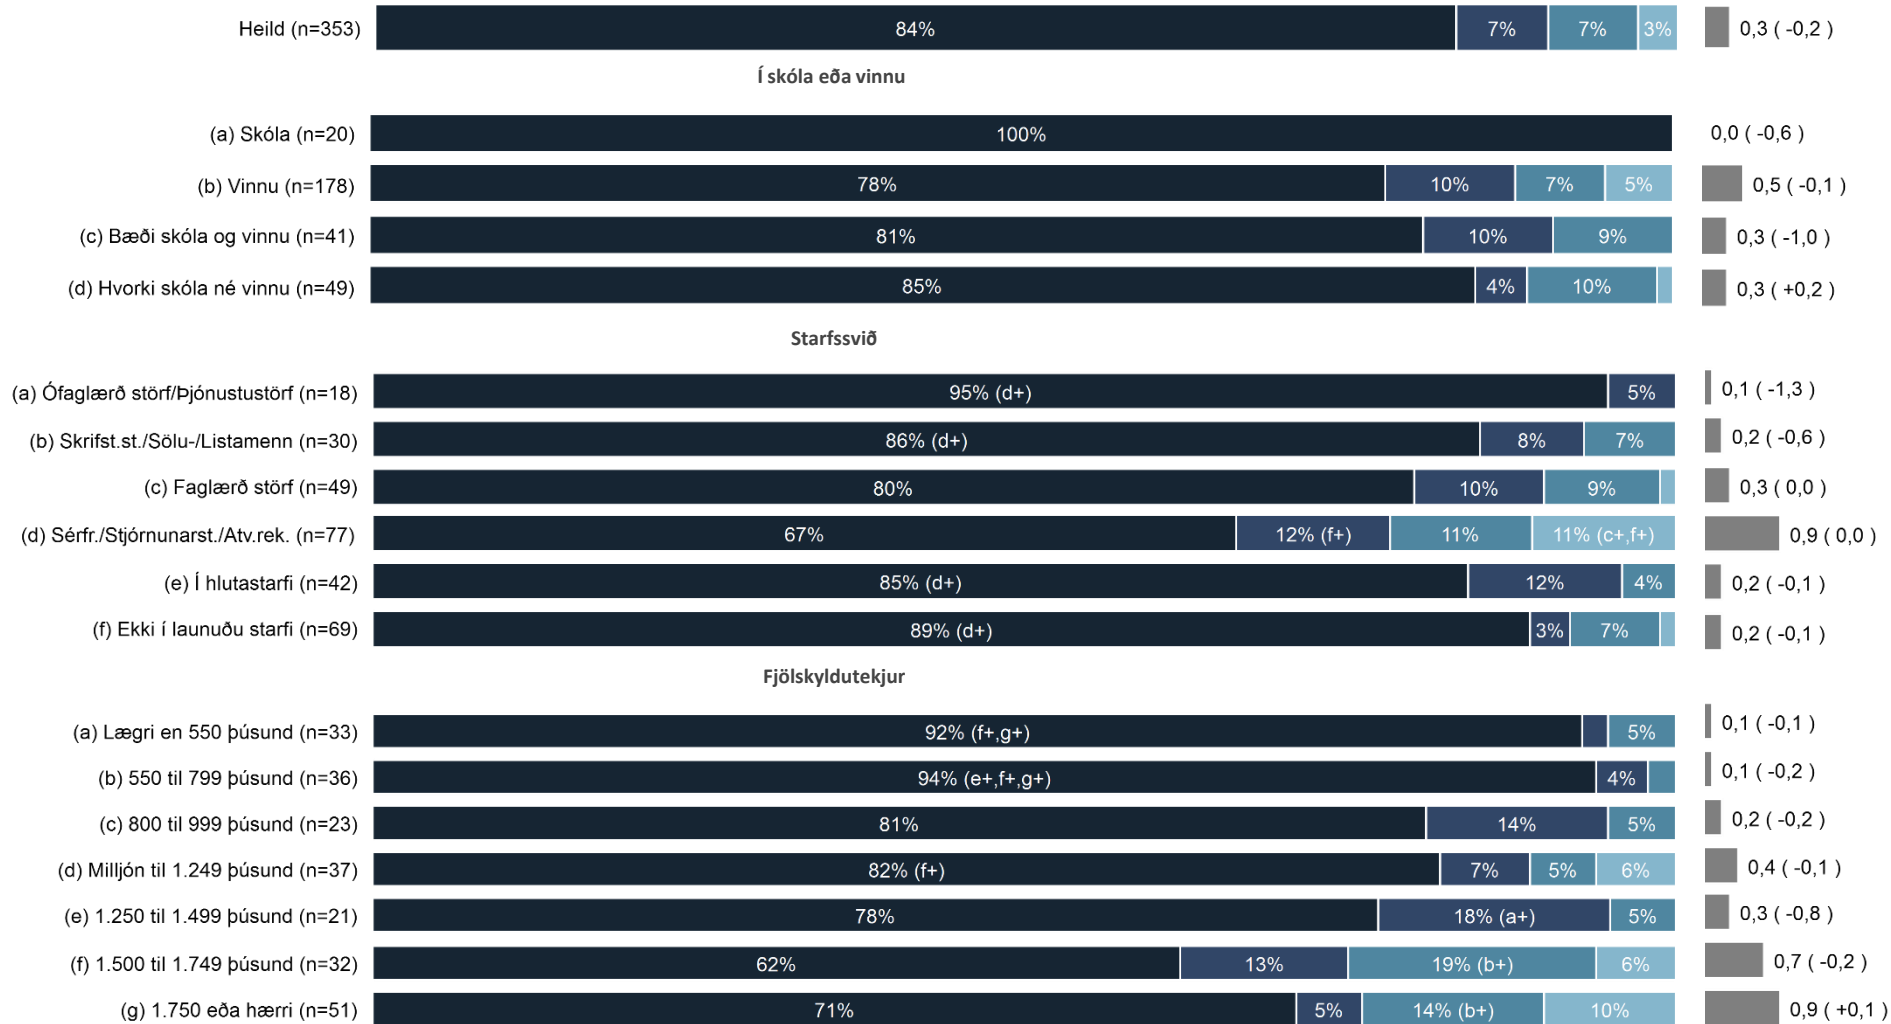 Heild (n=353) 84% 7% 7% 3% 0,3 ( -0,2 )
Í skóla eða vinnu
(a) Skóla (n=20) 100% 0,0 ( -0,6 )
(b) Vinnu (n=178) 78% 10% 7% 5% 0,5 ( -0,1 )
(c) Bæði skóla og vinnu (n=41) 81% 10% 9% 0,3 ( -1,0 )
(d) Hvorki skóla né vinnu (n=49) 85% 4% 10% 0,3 ( +0,2 )
Starfssvið
(a) Ófaglærð störf/Þjónustustörf (n=18) 95% (d+) 5% 0,1 ( -1,3 )
(b) Skrifst.st./Sölu-/Listamenn (n=30) 86% (d+) 8% 7% 0,2 ( -0,6 )
(c) Faglærð störf (n=49) 80% 10% 9% 0,3 ( 0,0 )
(d) Sérfr./Stjórnunarst./Atv.rek. (n=77) 67% 12% (f+) 11% 11% (c+,f+) 0,9 ( 0,0 )
(e) Í hlutastarfi (n=42) 85% (d+) 12% 4% 0,2 ( -0,1 )
(f) Ekki í launuðu starfi (n=69) 89% (d+) 3% 7% 0,2 ( -0,1 )
Fjölskyldutekjur
(a) Lægri en 550 þúsund (n=33) 92% (f+,g+) 5% 0,1 ( -0,1 )
(b) 550 til 799 þúsund (n=36) 94% (e+,f+,g+) 4% 0,1 ( -0,2 )
(c) 800 til 999 þúsund (n=23) 81% 14% 5% 0,2 ( -0,2 )
(d) Milljón til 1.249 þúsund (n=37) 82% (f+) 7% 5% 6% 0,4 ( -0,1 )
(e) 1.250 til 1.499 þúsund (n=21) 78% 18% (a+) 5% 0,3 ( -0,8 )
(f) 1.500 til 1.749 þúsund (n=32) 62% 13% 19% (b+) 6% 0,7 ( -0,2 )
(g) 1.750 eða hærri (n=51) 71% 5% 14% (b+) 10% 0,9 ( +0,1 )